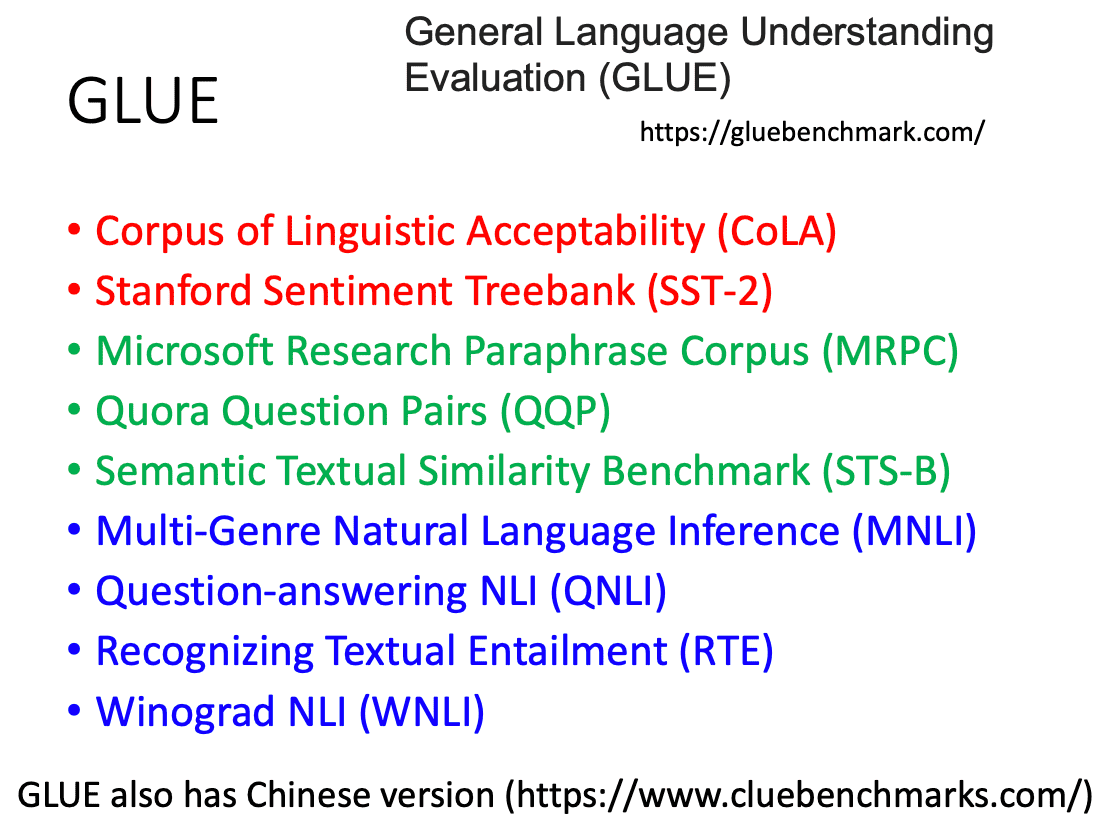 General Language Understanding
Evaluation (GLUE)
GLUE
https://gluebenchmark.com/
• Corpus of Linguistic Acceptability (CoLA)
• Stanford Sentiment Treebank (SST-2)
• Microsoft Research Paraphrase Corpus (MRPC)
• Quora Question Pairs (QQP)
• Semantic Textual Similarity Benchmark (STS-B)
• Multi-Genre Natural Language Inference (MNLI)
• Question-answering NLI (QNLI)
• Recognizing Textual Entailment (RTE)
• Winograd NLI (WNLI)
GLUE also has Chinese version (https://www.cluebenchmarks.com/)